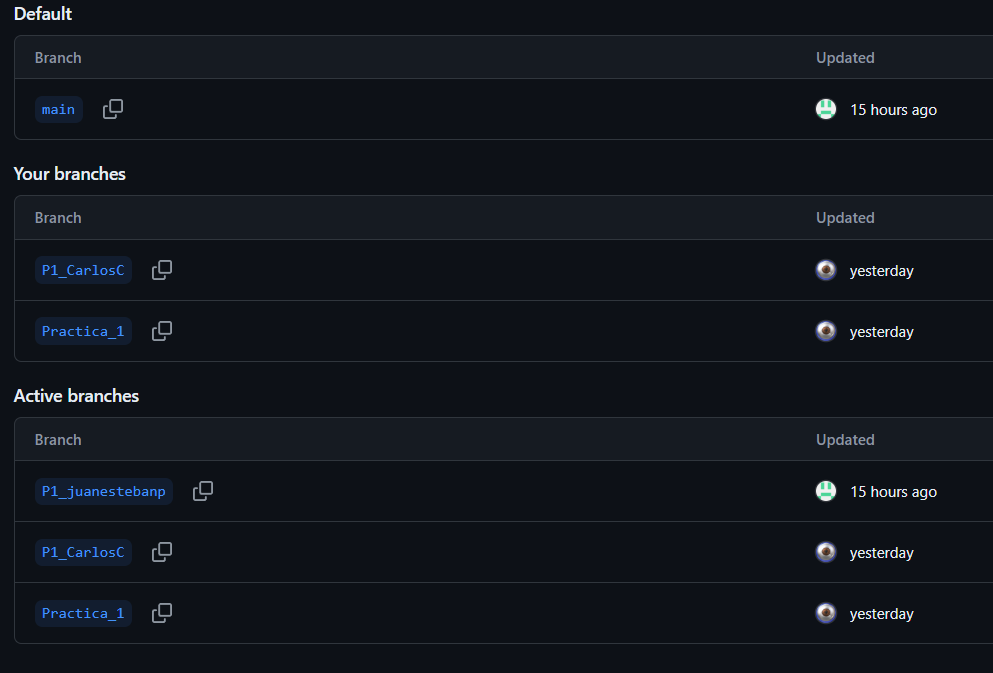 Default
Branch Updated
main 15 hours ago
Your branches
Branch Updated
P1_CarlosC yesterday
Practica_1 yesterday
Active branches
Branch Updated
P1_juanestebanp 15 hours ago
P1_CarlosC yesterday
Practica_1 yesterday